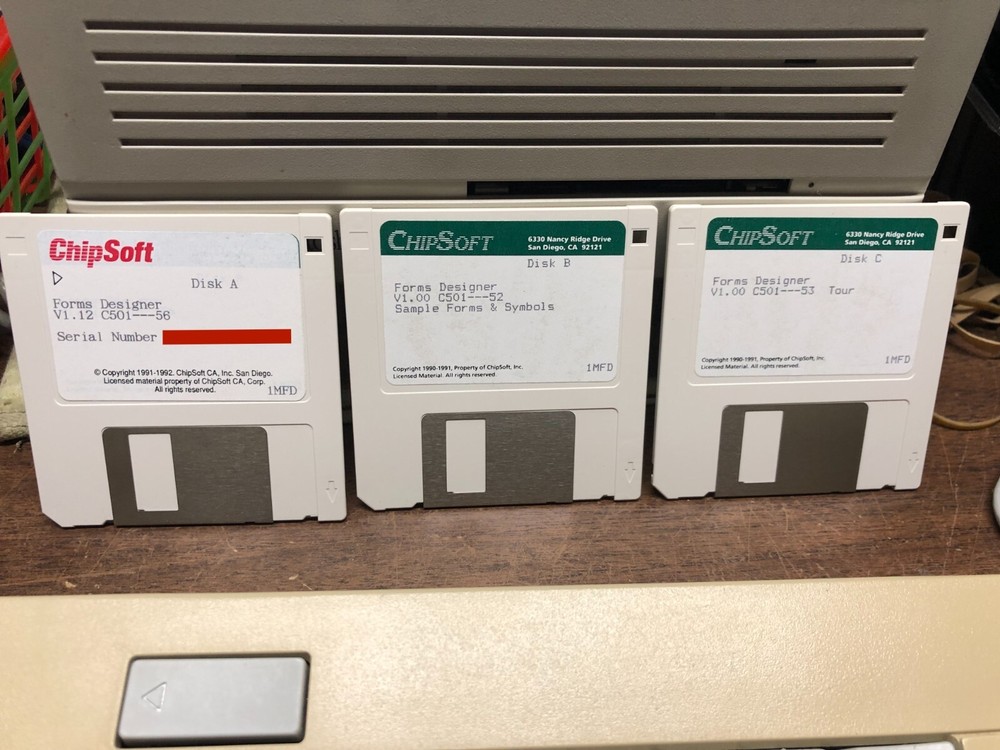 ChipSoft
Disk A
Forms Designer
V1.12 C501---56
Serial Number
© Copyright 1991-1992. ChipSoft CA, Inc. San Diego.
Licensed material property of ChipSoft CA, Corp.
All rights reserved.
1MFD
CHIPSOFT
6330 Nancy Ridge Drive
San Diego, CA 92121
Disk B
Forms Designer
V1.00 C501---52
Sample Forms & Symbols
Copyright 1990-1991, Property of ChipSoft, Inc.
Licensed Material. All rights reserved.
1MFD
CHIPSOFT
6330 Nancy Ridge Drive
San Diego, CA 92121
Disk C
Forms Designer
V1.00 C501---53 Tour
Copyright 1990-1991, Property of ChipSoft, Inc.
Licensed Material. All rights reserved.
1MFD